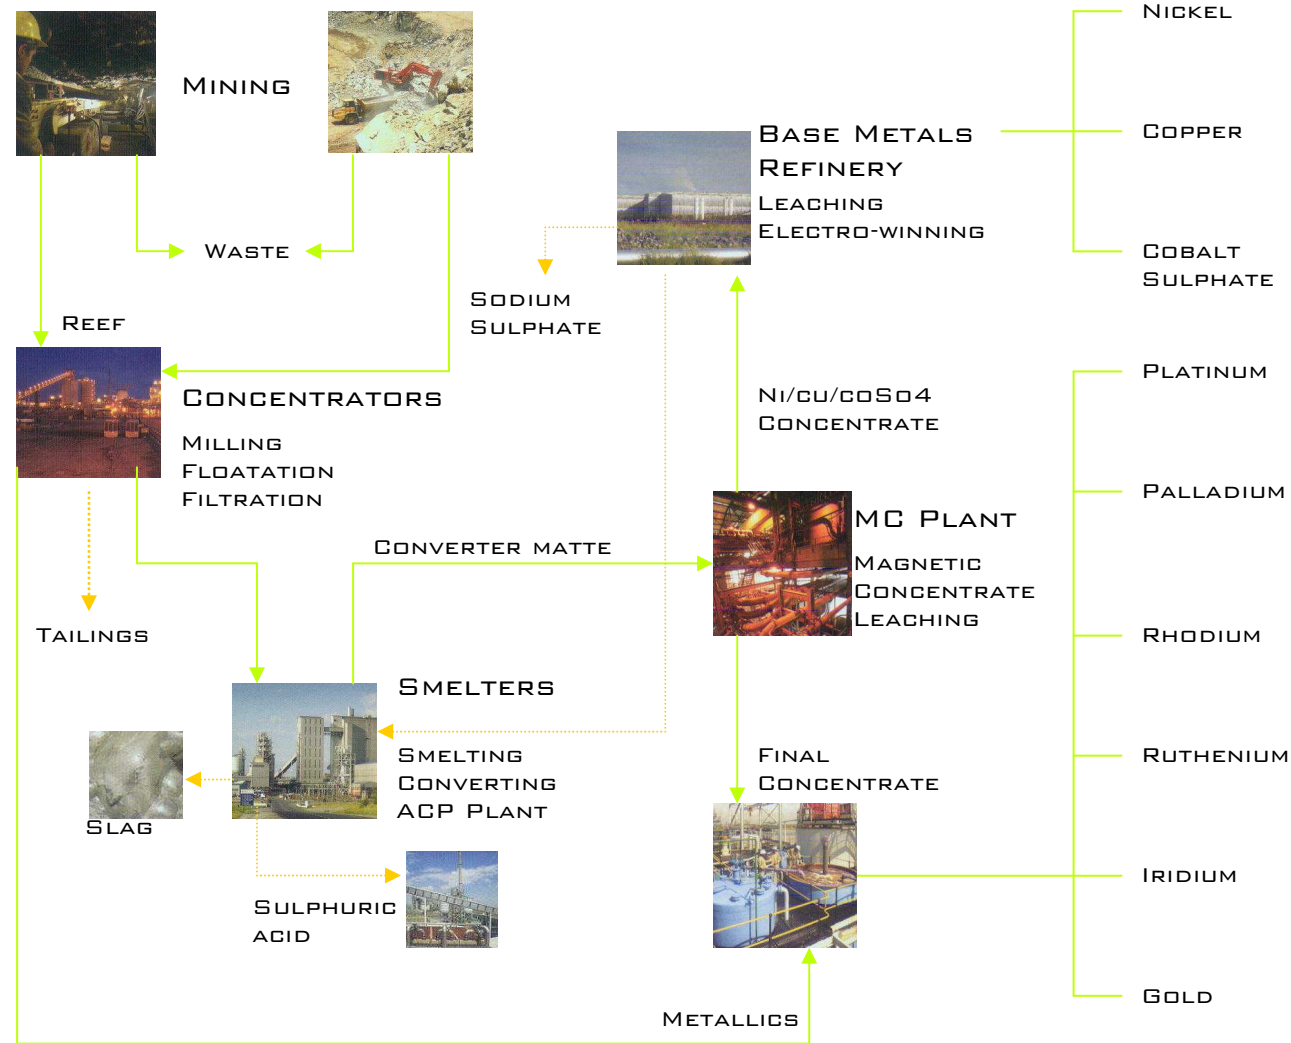 Mining
Waste
Reef
Concentrators
Milling
Floatation
Filtration
Tailings
Converter matte
Smelters
Smelting
Converting
ACP Plant
Slag
Sulphuric
acid
Base Metals
Refinery
Leaching
Electro-winning
Sodium
Sulphate
Ni/cu/coSo4
Concentrate
MC Plant
Magnetic
Concentrate
Leaching
Final
Concentrate
Metallics
Nickel
Copper
Cobalt
Sulphate
Platinum
Palladium
Rhodium
Ruthenium
Iridium
Gold